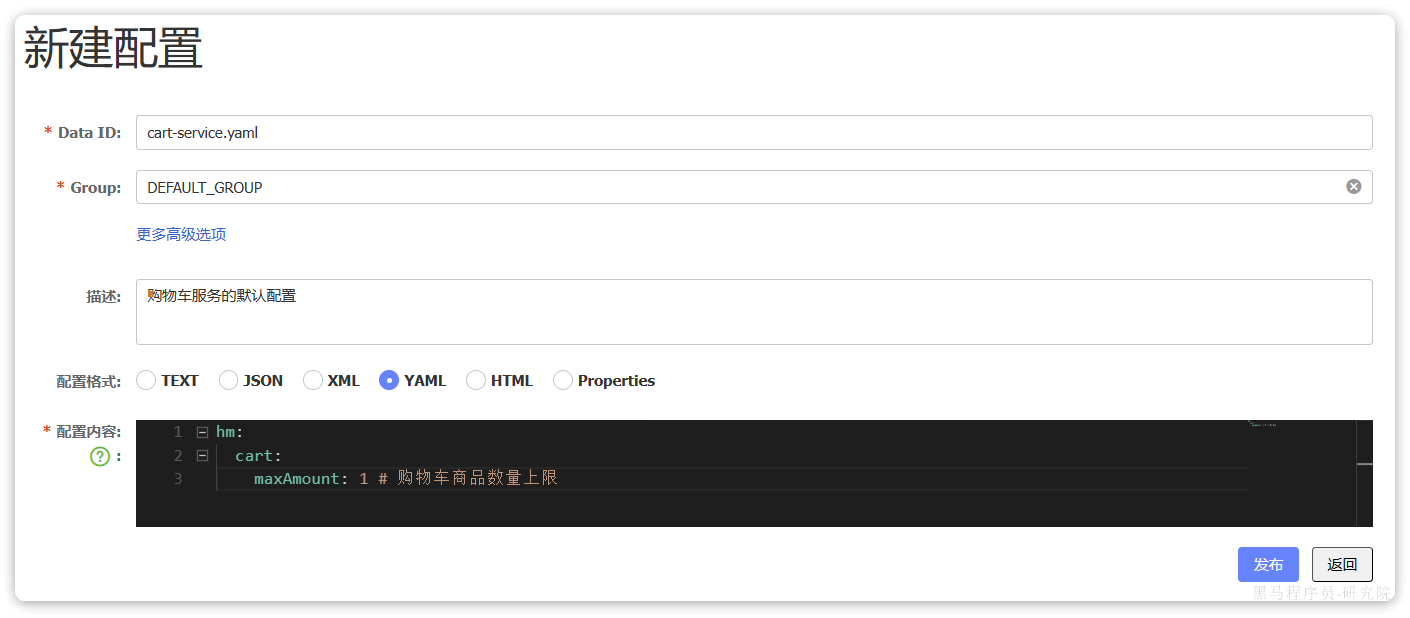 新建配置
* Data ID: cart-service.yaml
* Group: DEFAULT_GROUP
更多高级选项
描述: 购物车服务的默认配置
配置格式: TEXT JSON XML YAML HTML Properties
* 配置内容: 1 hm:
? : 2 cart:
3 maxAmount: 1 # 购物车商品数量上限
发布 返回
黑马程序员-研究院